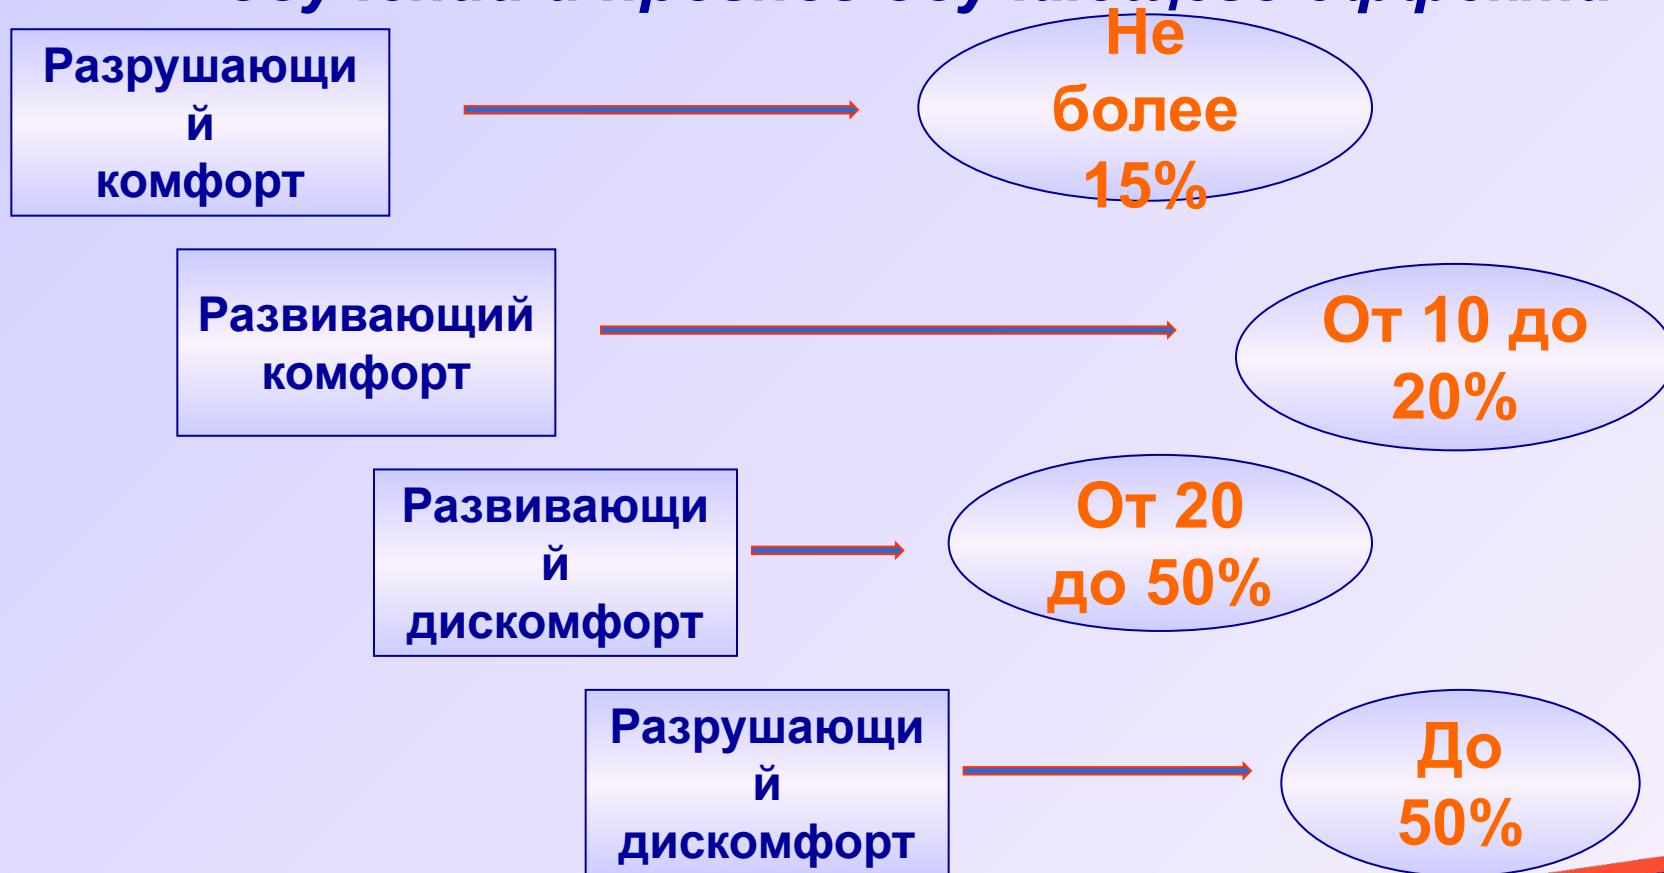 Разрушающи
й
комфорт
Не
более
15%
Развивающий
комфорт
От 10 до
20%
Развивающи
й
дискомфорт
От 20
до 50%
Разрушающи
й
дискомфорт
До
50%